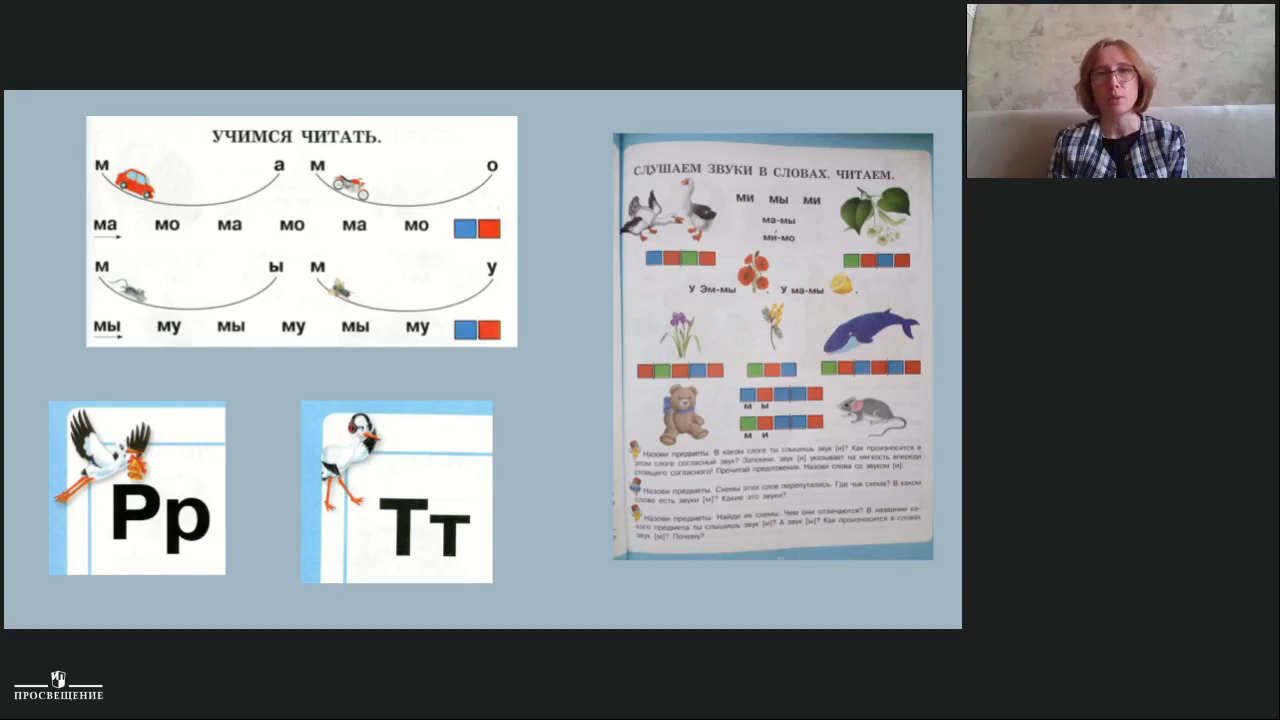 УЧИМСЯ ЧИТАТЬ.
м а м о
ма мо ма мо ма мо
м ы м у
мы му мы му мы му
Рр
Тт
СЛУШАЕМ ЗВУКИ В СЛОВАХ. ЧИТАЕМ.
ми мы ми
ма-мы
ми́-мо
У Эм-мы . У ма-мы .
м ы
м и
Назови предметы. В каком слоге ты слышишь звук [и]? Как произносится в
этом слоге согласный звук? Запомни: звук [и] указывает на мягкость впереди
стоящего согласного! Прочитай предложения. Назови слова со звуком [и].
Назови предметы. Схемы этих слов перепутались. Где чья схема? В каком
слове есть звуки [м]? Какие это звуки?
Назови предметы. Найди их схемы. Чем они отличаются? В названии ка-
кого предмета ты слышишь звук [и]? А звук [ы]? Как произносится в словах
звук [м]? Почему?
ПРОСВЕЩЕНИЕ